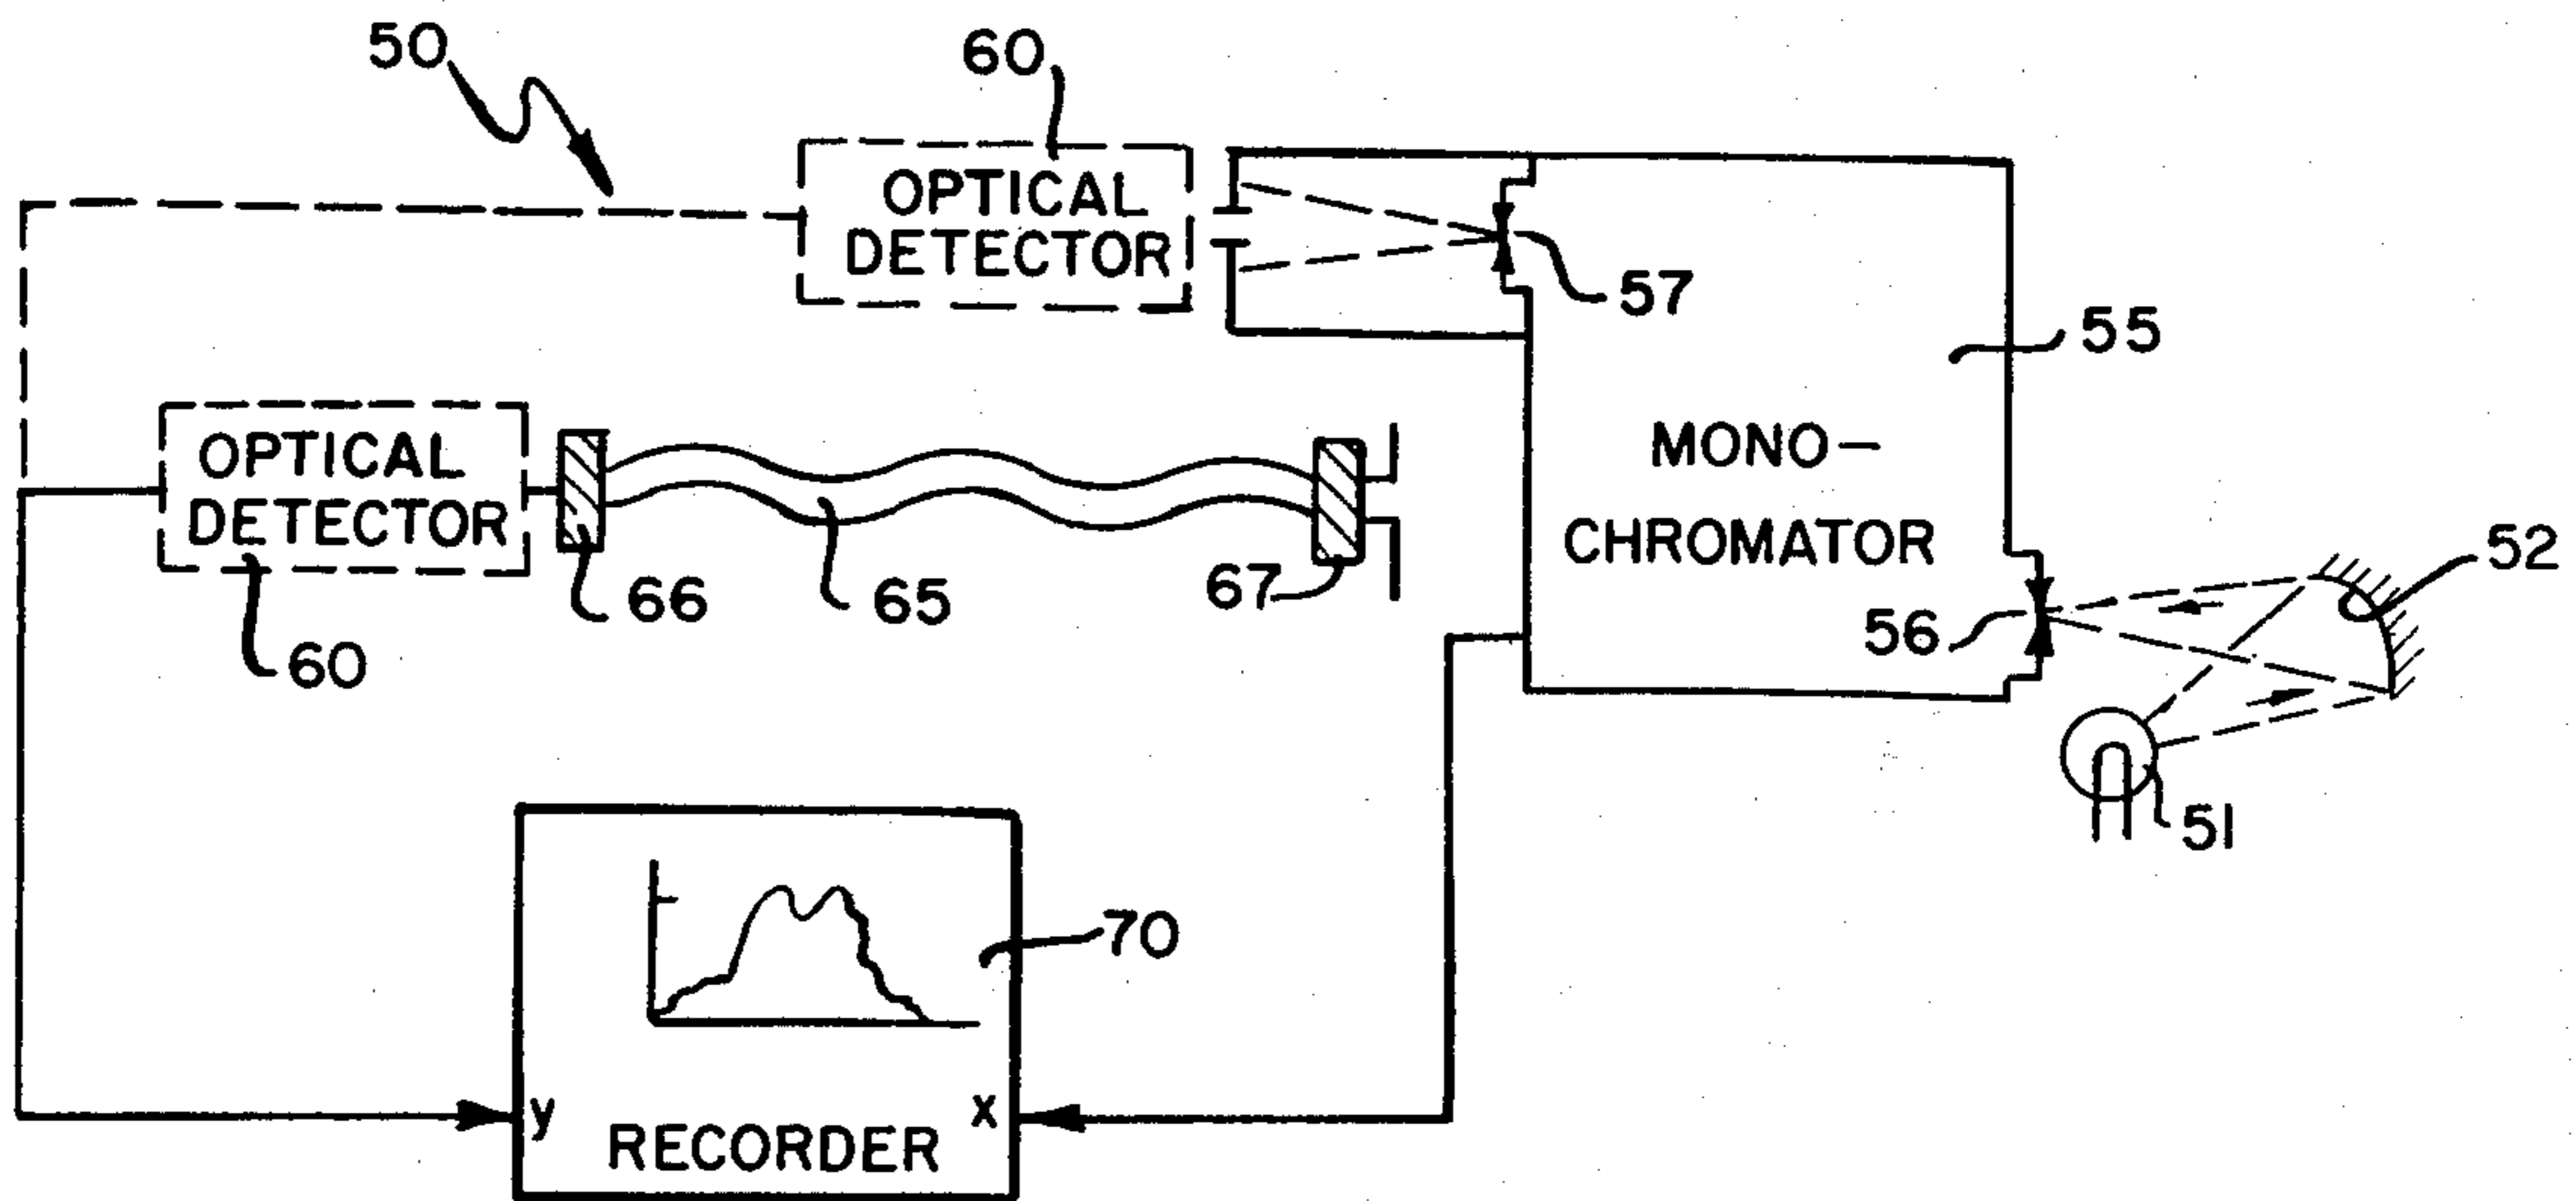 50
60
OPTICAL
DETECTOR
57
55
OPTICAL
DETECTOR
MONO-
CHROMATOR
52
66
65
67
56
60
51
70
y
x
RECORDER